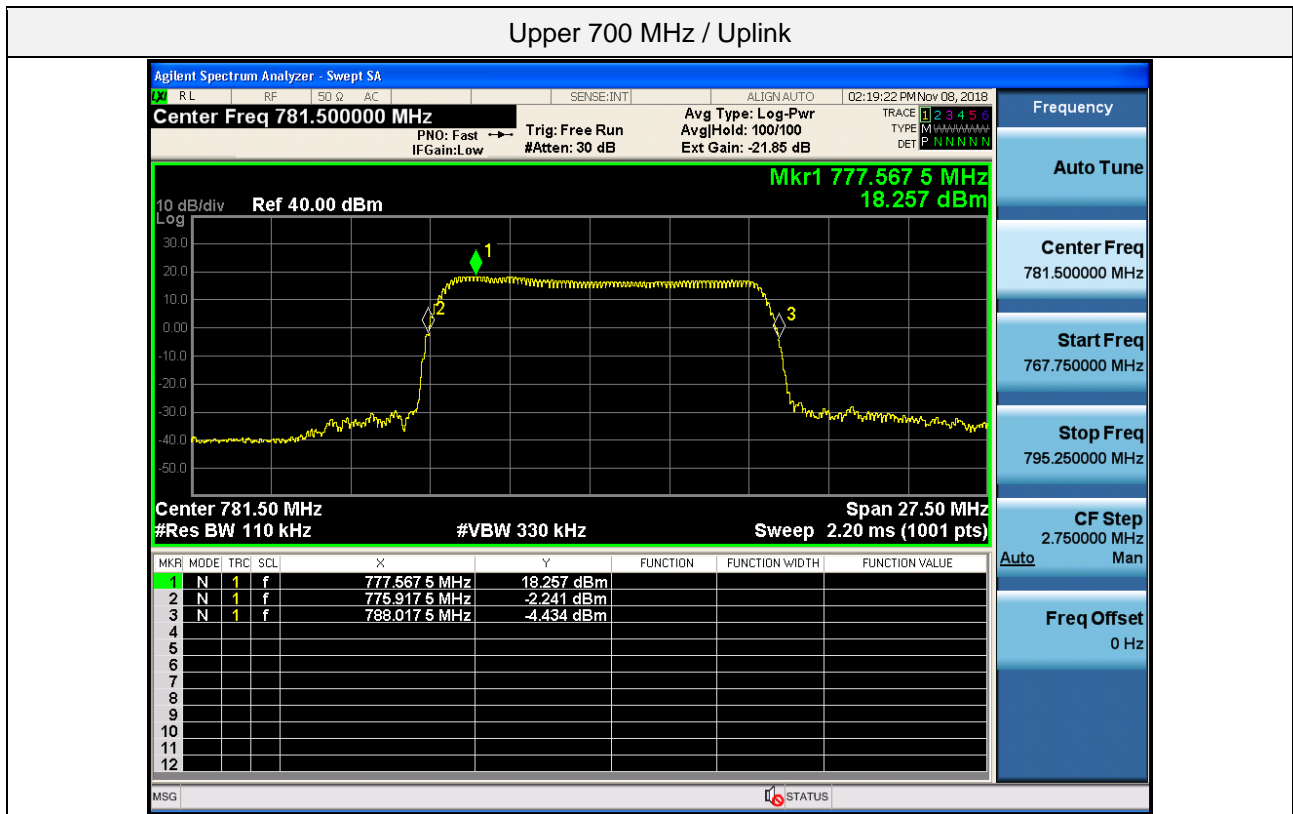 Upper 700 MHz / Uplink
Agilent Spectrum Analyzer - Swept SA
LXI RL RF 50 Ω AC SENSE:INT ALIGN AUTO 02:19:22 PM Nov 08, 2018
Center Freq 781.500000 MHz
PNO: Fast
IFGain:Low
Trig: Free Run
#Atten: 30 dB
Avg Type: Log-Pwr
Avg|Hold: 100/100
Ext Gain: -21.85 dB
TRACE 1 2 3 4 5 6
TYPE M
DET P N N N N N
Mkr1 777.567 5 MHz
18.257 dBm
10 dB/div Ref 40.00 dBm
Log
30.0
20.0
10.0
0.00
-10.0
-20.0
-30.0
-40.0
-50.0
1
2
3
Center 781.50 MHz Span 27.50 MHz
#Res BW 110 kHz #VBW 330 kHz Sweep 2.20 ms (1001 pts)
MKR MODE TRC SCL X Y FUNCTION FUNCTION WIDTH FUNCTION VALUE
1 N 1 f 777.567 5 MHz 18.257 dBm
2 N 1 f 775.917 5 MHz -2.241 dBm
3 N 1 f 788.017 5 MHz -4.434 dBm
4
5
6
7
8
9
10
11
12
MSG STATUS
Frequency
Auto Tune
Center Freq
781.500000 MHz
Start Freq
767.750000 MHz
Stop Freq
795.250000 MHz
CF Step
2.750000 MHz
Auto Man
Freq Offset
0 Hz